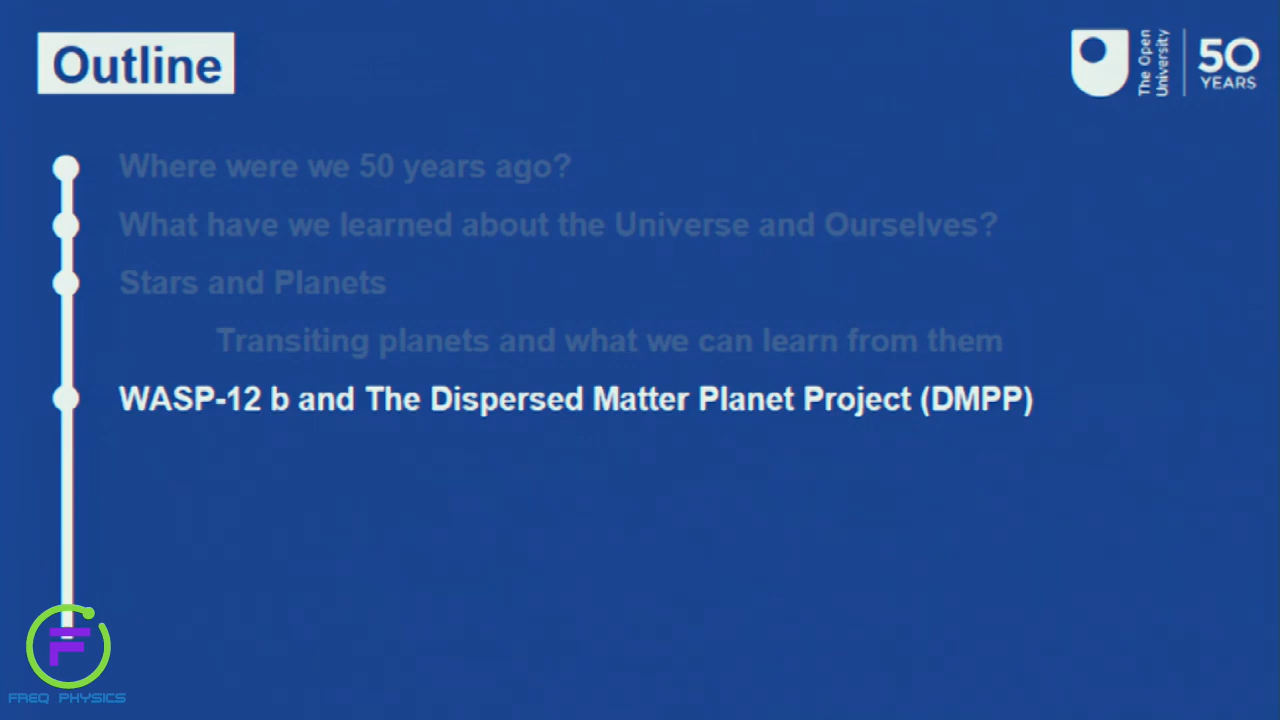 Outline
The Open
University
50
YEARS
Where were we 50 years ago?
What have we learned about the Universe and Ourselves?
Stars and Planets
Transiting planets and what we can learn from them
WASP-12 b and The Dispersed Matter Planet Project (DMPP)
F
FREQ PHYSICS